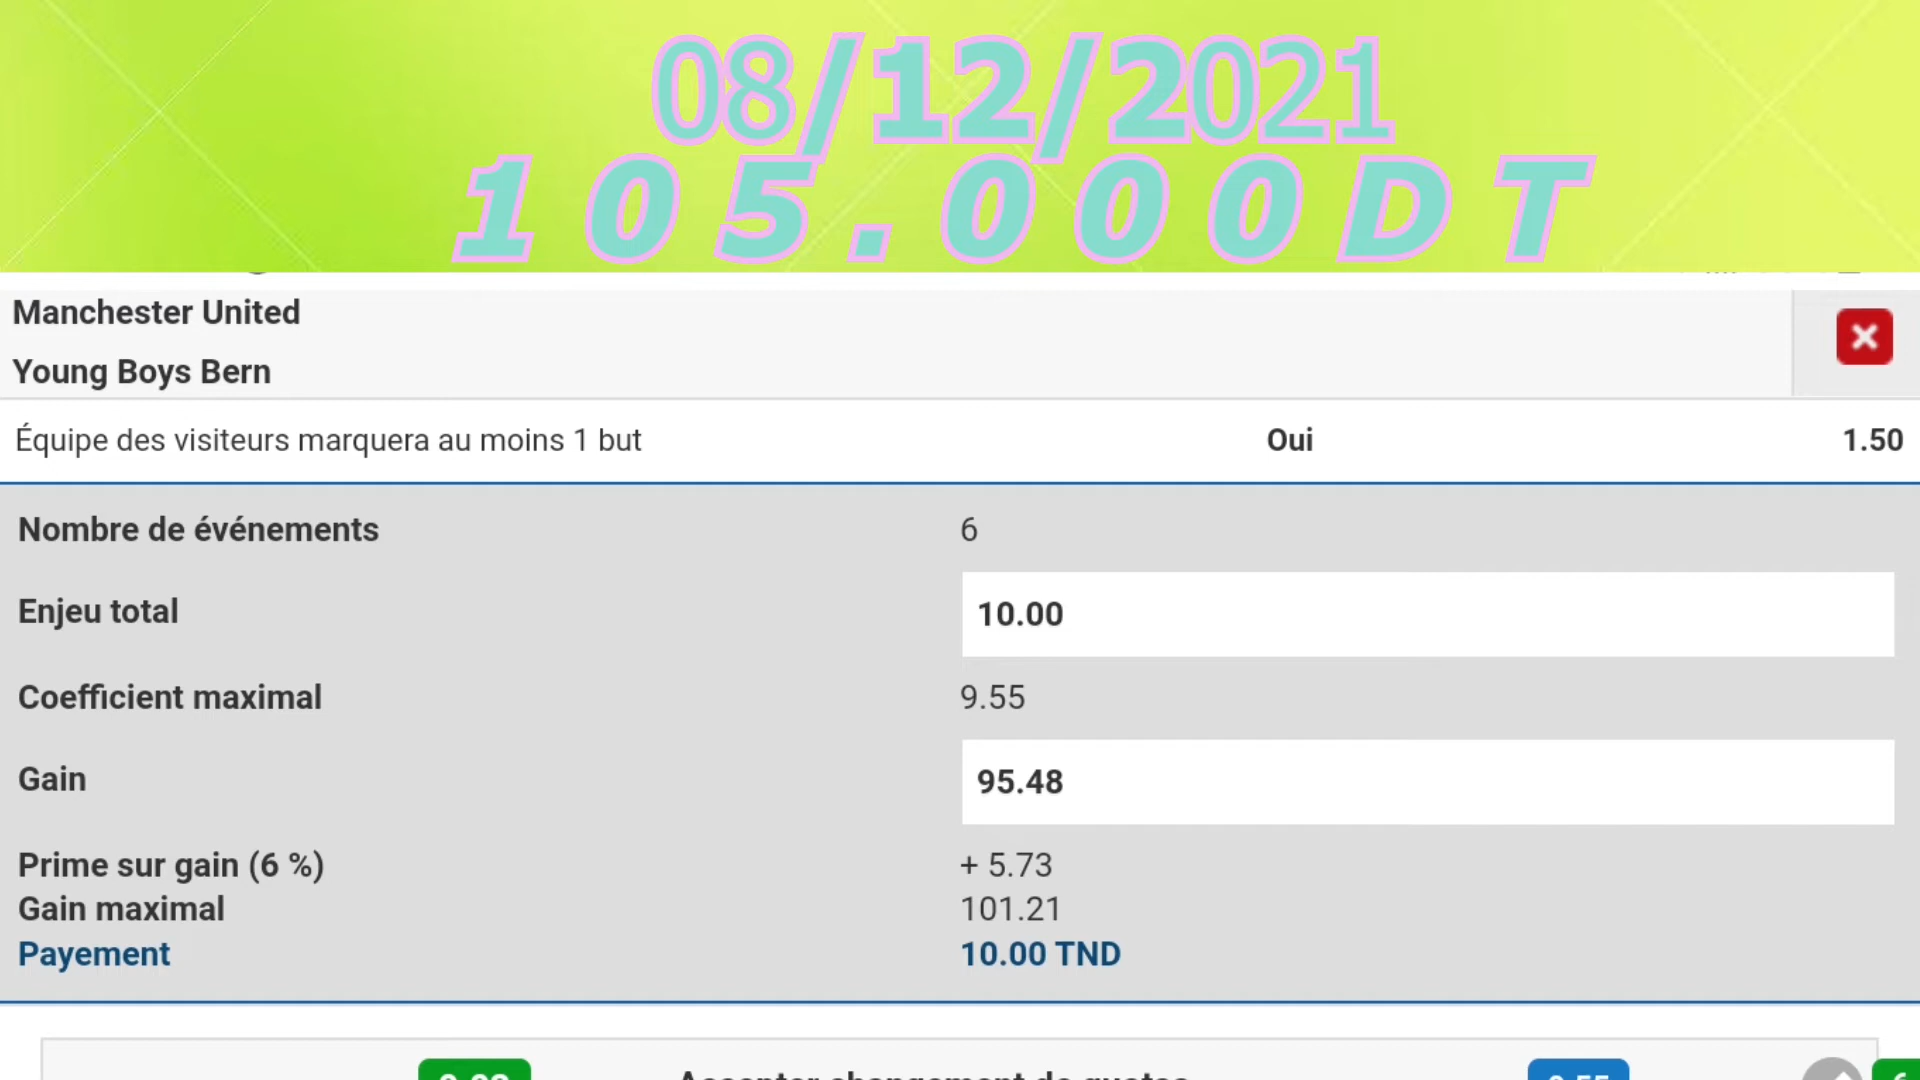 08/12/2021
105.000DT
Manchester United
Young Boys Bern
Équipe des visiteurs marquera au moins 1 but Oui 1.50
Nombre de événements 6
Enjeu total 10.00
Coefficient maximal 9.55
Gain 95.48
Prime sur gain (6 %) + 5.73
Gain maximal 101.21
Payement 10.00 TND